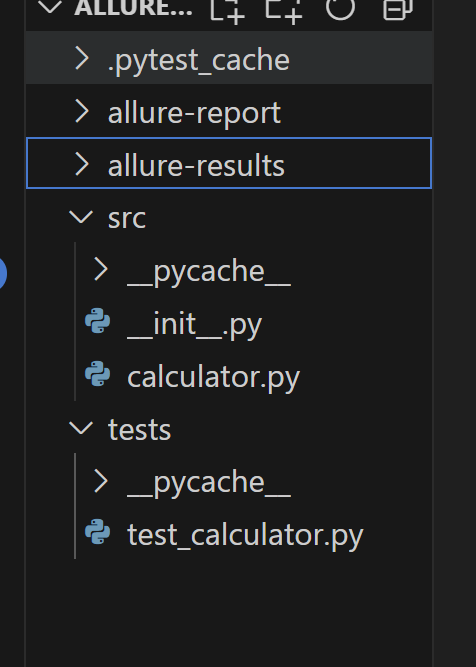 ALLURE...
.pytest_cache
allure-report
allure-results
src
__pycache__
__init__.py
calculator.py
tests
__pycache__
test_calculator.py